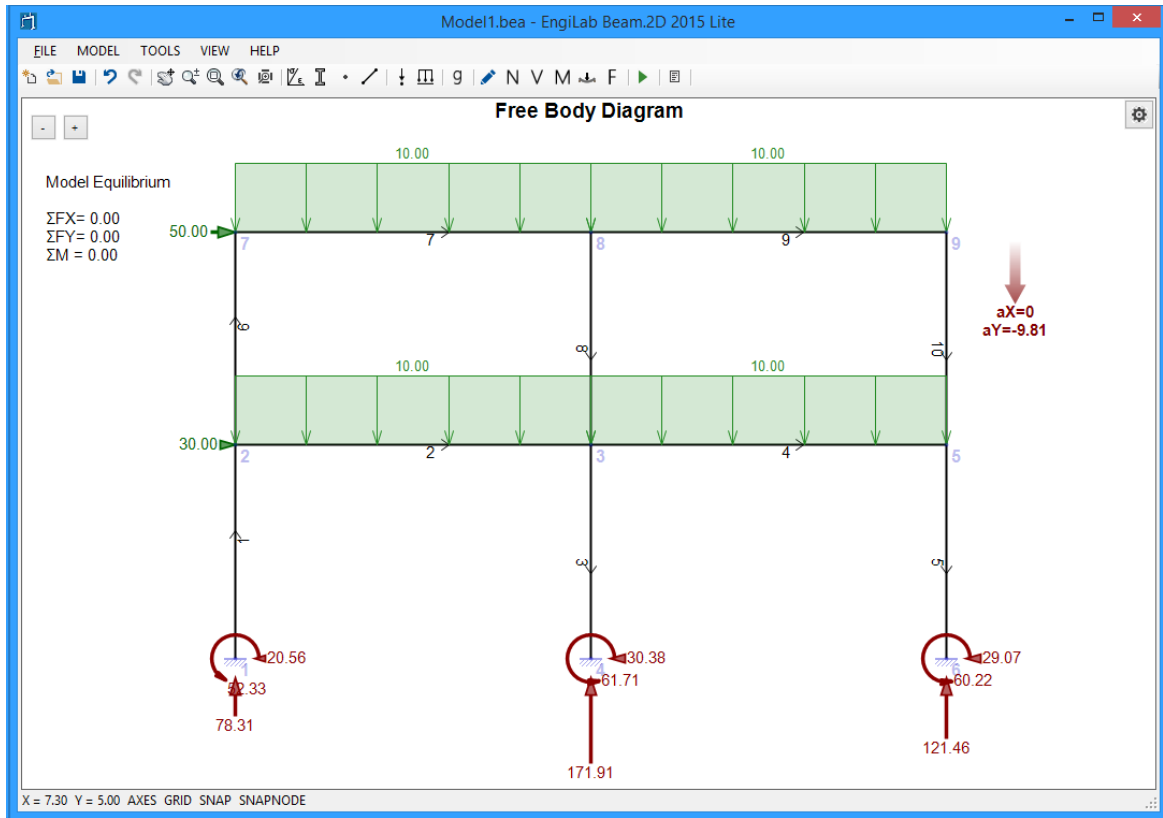 Model1.bea - EngiLab Beam.2D 2015 Lite
FILE MODEL TOOLS VIEW HELP
g N V M F
Free Body Diagram
- +
10.00 10.00
Model Equilibrium
ΣFX= 0.00
ΣFY= 0.00
ΣM = 0.00
50.00
7 7 8 9 9
aX=0
aY=-9.81
6 8 10
10.00 10.00
30.00
2 2 3 4 5
1 3 5
20.56 30.38 29.07
1 4 6
52.33 61.71 60.22
78.31 171.91 121.46
X = 7.30 Y = 5.00 AXES GRID SNAP SNAPNODE